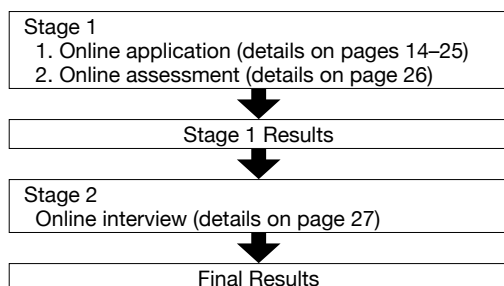 Stage 1
1. Online application (details on pages 14–25)
2. Online assessment (details on page 26)
Stage 1 Results
Stage 2
Online interview (details on page 27)
Final Results